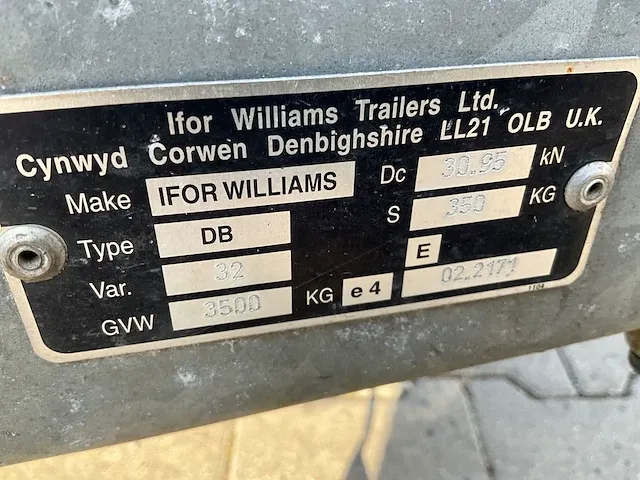 Ifor Williams Trailers Ltd.
Cynwyd Corwen Denbighshire LL21 OLB U.K.
Make IFOR WILLIAMS Dc 30.95 kN
Type DB S 350 KG
Var. 32 E
GVW 3500 KG e 4 02.2171
1104